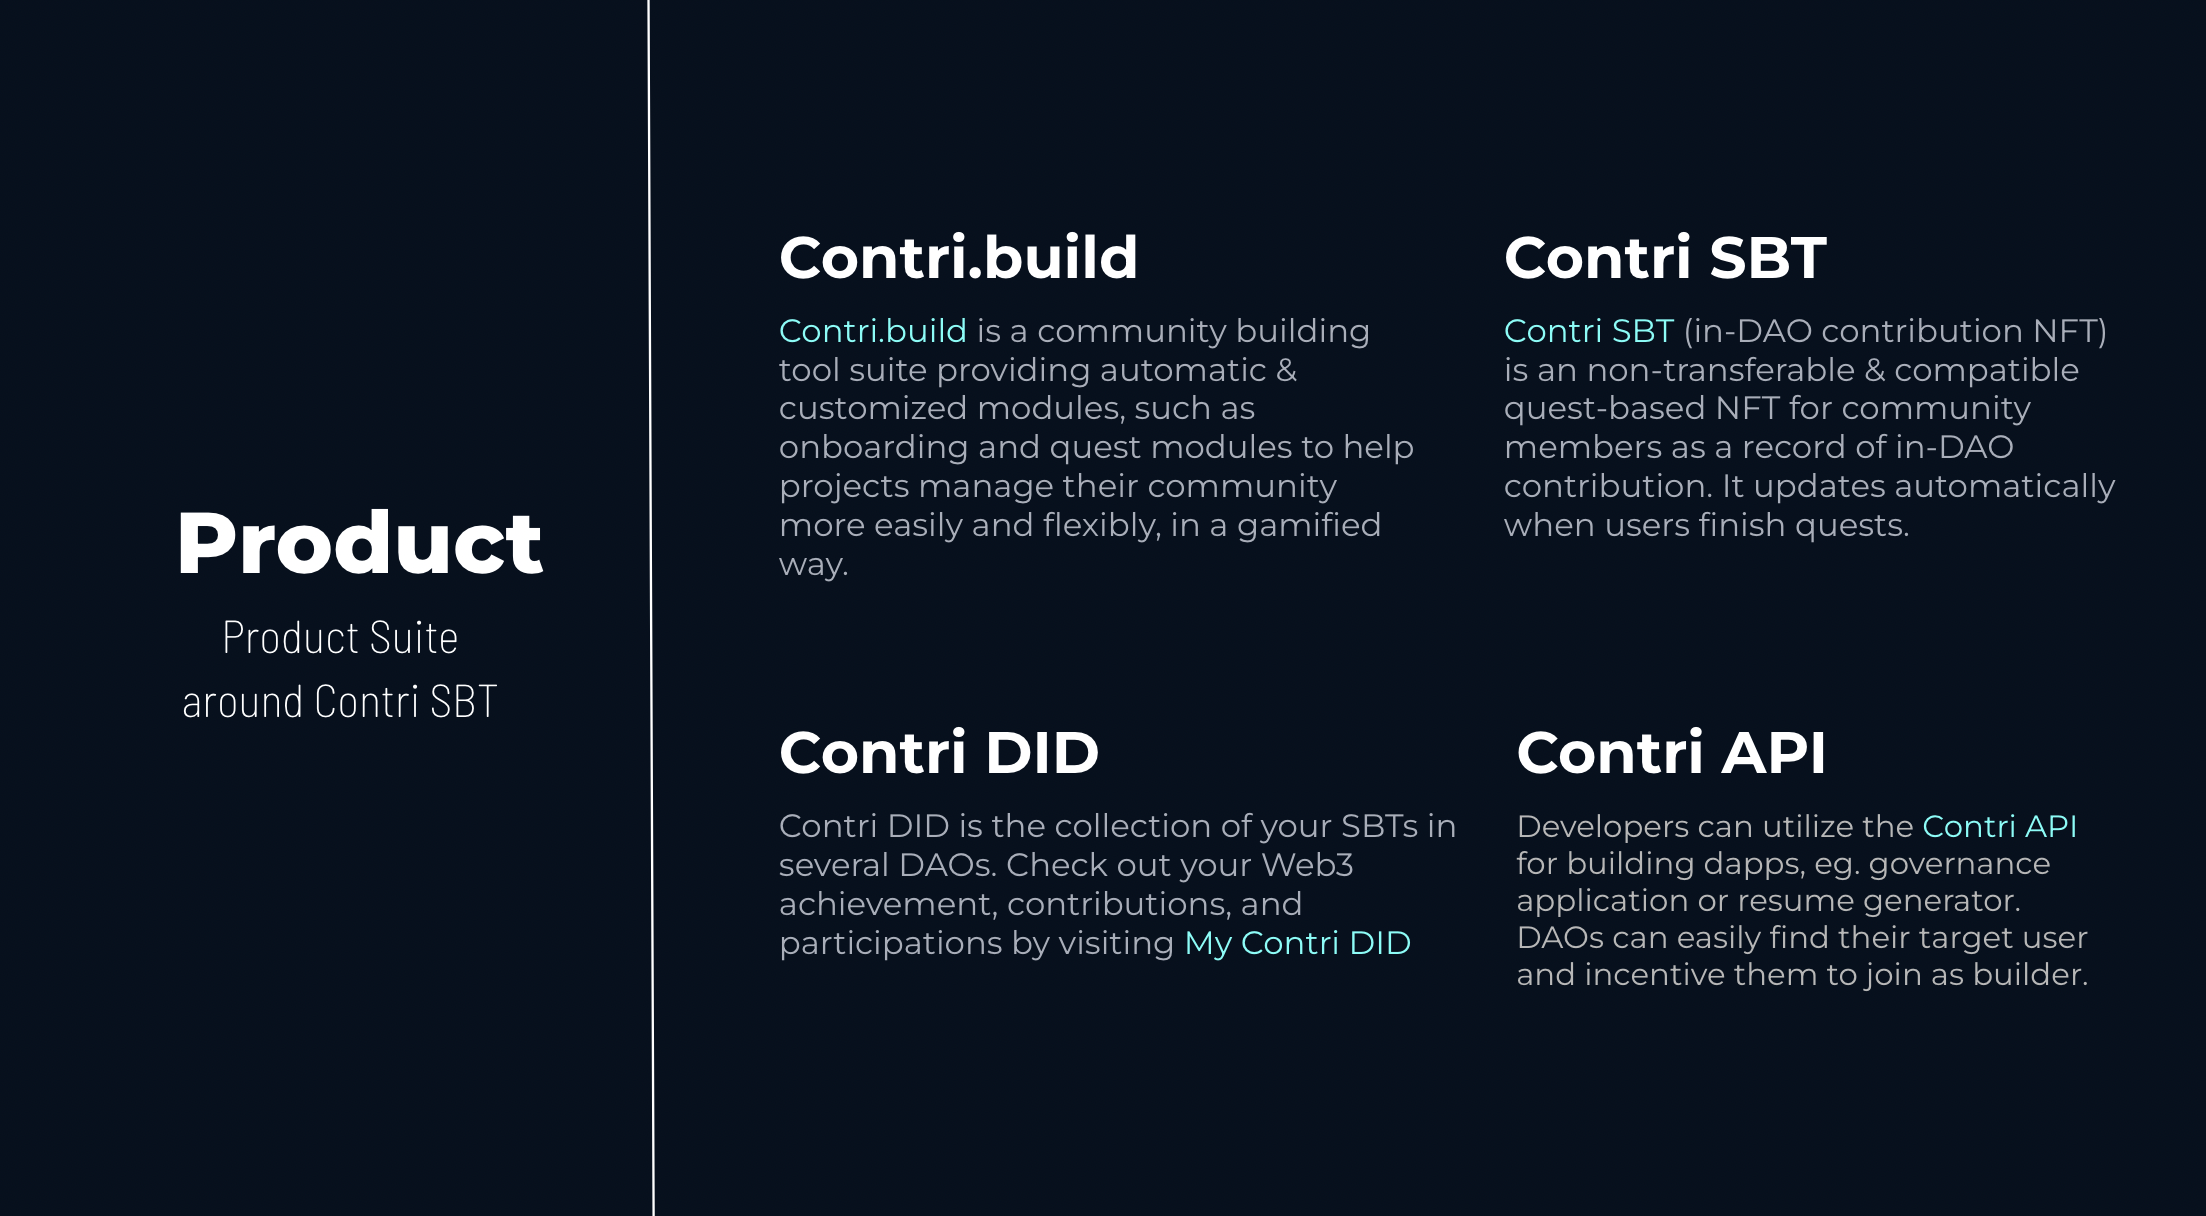 Product
Product Suite
around Contri SBT
Contri.build
Contri.build is a community building
tool suite providing automatic &
customized modules, such as
onboarding and quest modules to help
projects manage their community
more easily and flexibly, in a gamified
way.
Contri SBT
Contri SBT (in-DAO contribution NFT)
is an non-transferable & compatible
quest-based NFT for community
members as a record of in-DAO
contribution. It updates automatically
when users finish quests.
Contri DID
Contri DID is the collection of your SBTs in
several DAOs. Check out your Web3
achievement, contributions, and
participations by visiting My Contri DID
Contri API
Developers can utilize the Contri API
for building dapps, eg. governance
application or resume generator.
DAOs can easily find their target user
and incentive them to join as builder.